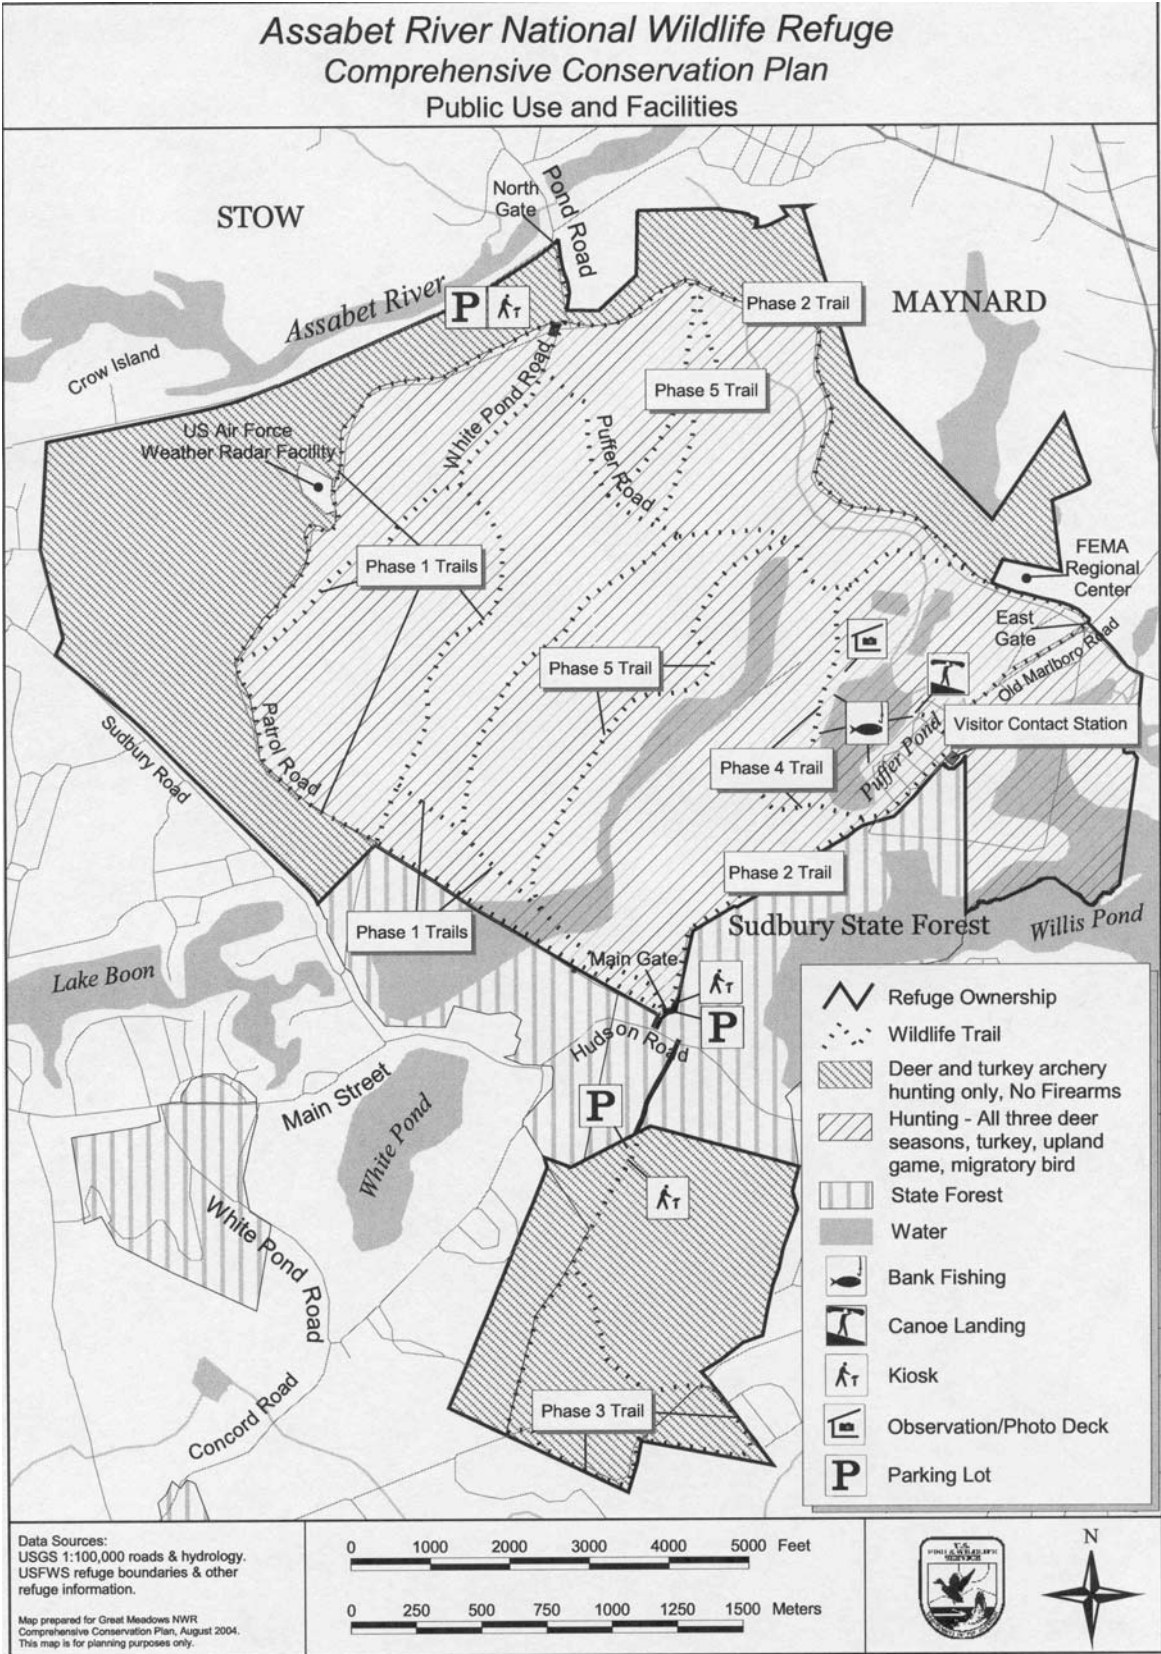 Assabet River National Wildlife Refuge
Comprehensive Conservation Plan
Public Use and Facilities
STOW
North
Gate
Pond Road
Assabet River
P
Phase 2 Trail
MAYNARD
Crow Island
White Pond Road
Phase 5 Trail
US Air Force
Weather Radar Facility
Puffer Road
Phase 1 Trails
FEMA
Regional
Center
East
Gate
Old Marlboro Road
Phase 5 Trail
Patrol Road
Sudbury Road
Visitor Contact Station
Puffer Pond
Phase 4 Trail
Phase 2 Trail
Phase 1 Trails
Sudbury State Forest
Willis Pond
Lake Boon
Main Gate
P
Hudson Road
Main Street
P
White Pond
White Pond Road
Phase 3 Trail
Concord Road
Refuge Ownership
Wildlife Trail
Deer and turkey archery
hunting only, No Firearms
Hunting - All three deer
seasons, turkey, upland
game, migratory bird
State Forest
Water
Bank Fishing
Canoe Landing
Kiosk
Observation/Photo Deck
P Parking Lot
Data Sources:
USGS 1:100,000 roads & hydrology.
USFWS refuge boundaries & other
refuge information.
Map prepared for Great Meadows NWR
Comprehensive Conservation Plan, August 2004.
This map is for planning purposes only.
0 1000 2000 3000 4000 5000 Feet
0 250 500 750 1000 1250 1500 Meters
U.S.
FISH & WILDLIFE
SERVICE
N